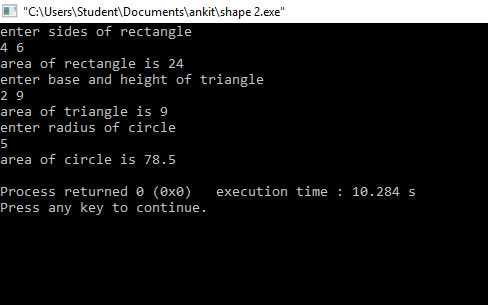 "C:\Users\Student\Documents\ankit\shape 2.exe"
enter sides of rectangle
4 6
area of rectangle is 24
enter base and height of triangle
2 9
area of triangle is 9
enter radius of circle
5
area of circle is 78.5
Process returned 0 (0x0)   execution time : 10.284 s
Press any key to continue.